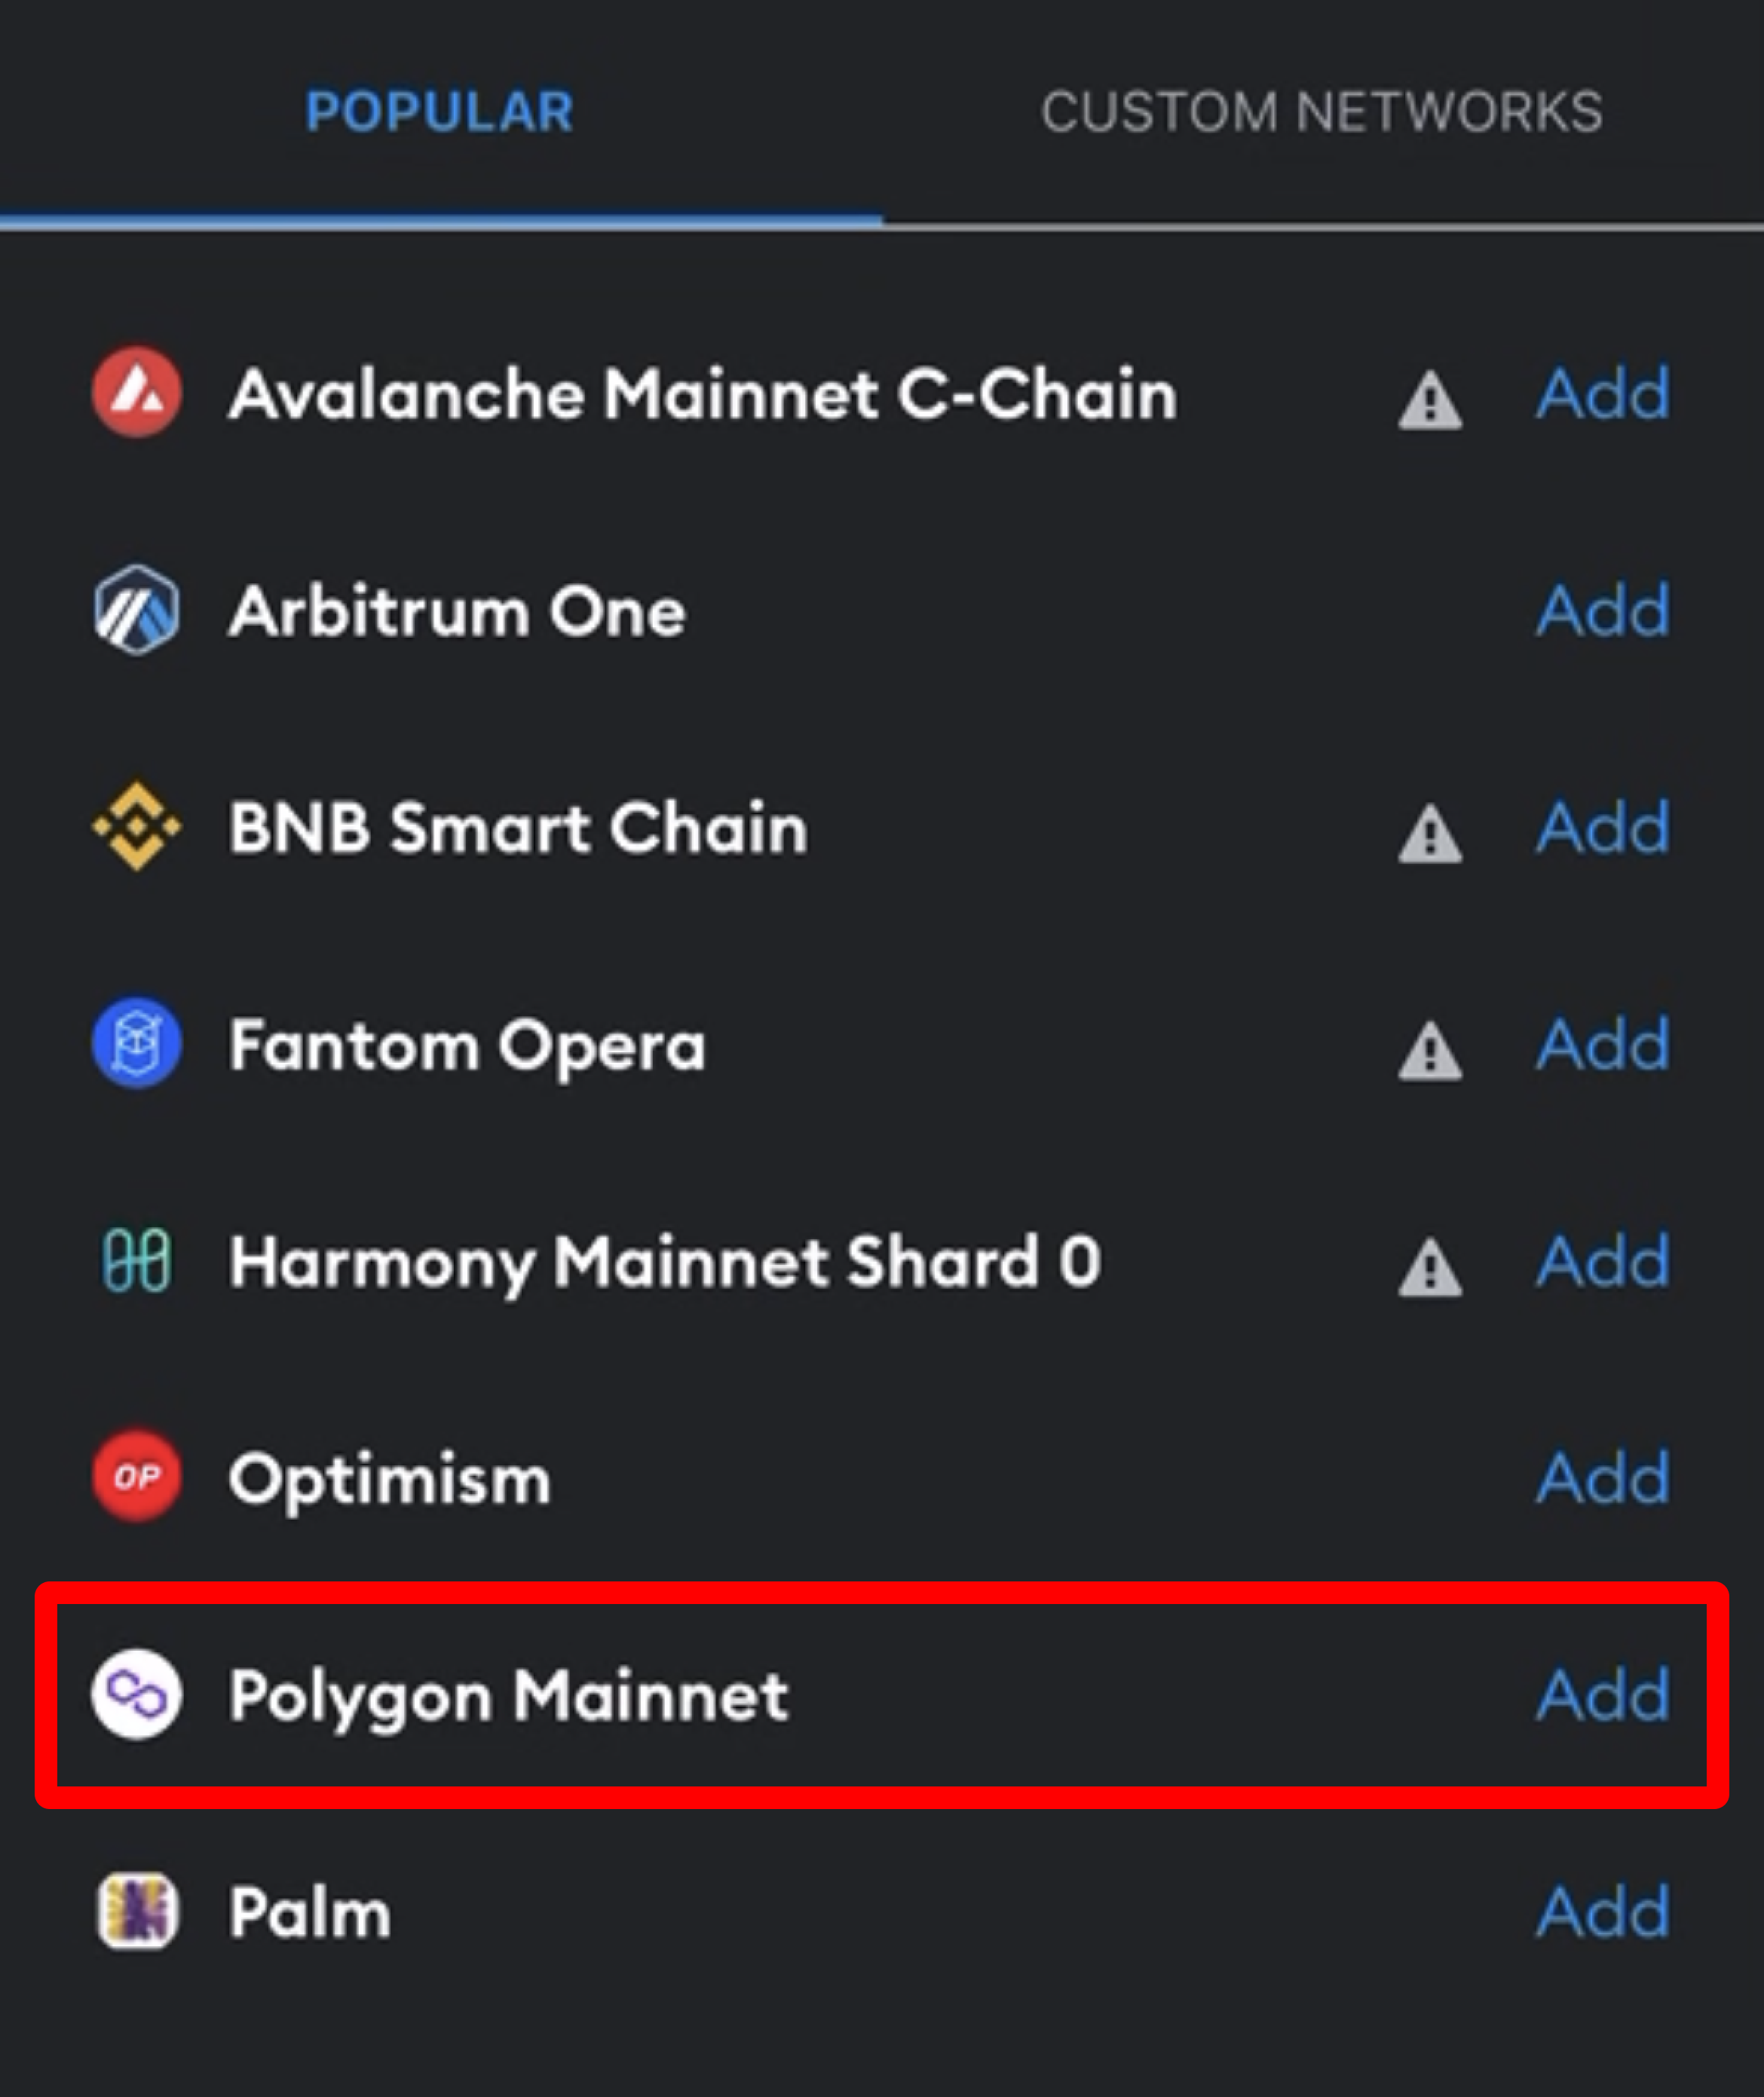 POPULAR CUSTOM NETWORKS
Avalanche Mainnet C-Chain Add
Arbitrum One Add
BNB Smart Chain Add
Fantom Opera Add
Harmony Mainnet Shard 0 Add
OP Optimism Add
Polygon Mainnet Add
Palm Add